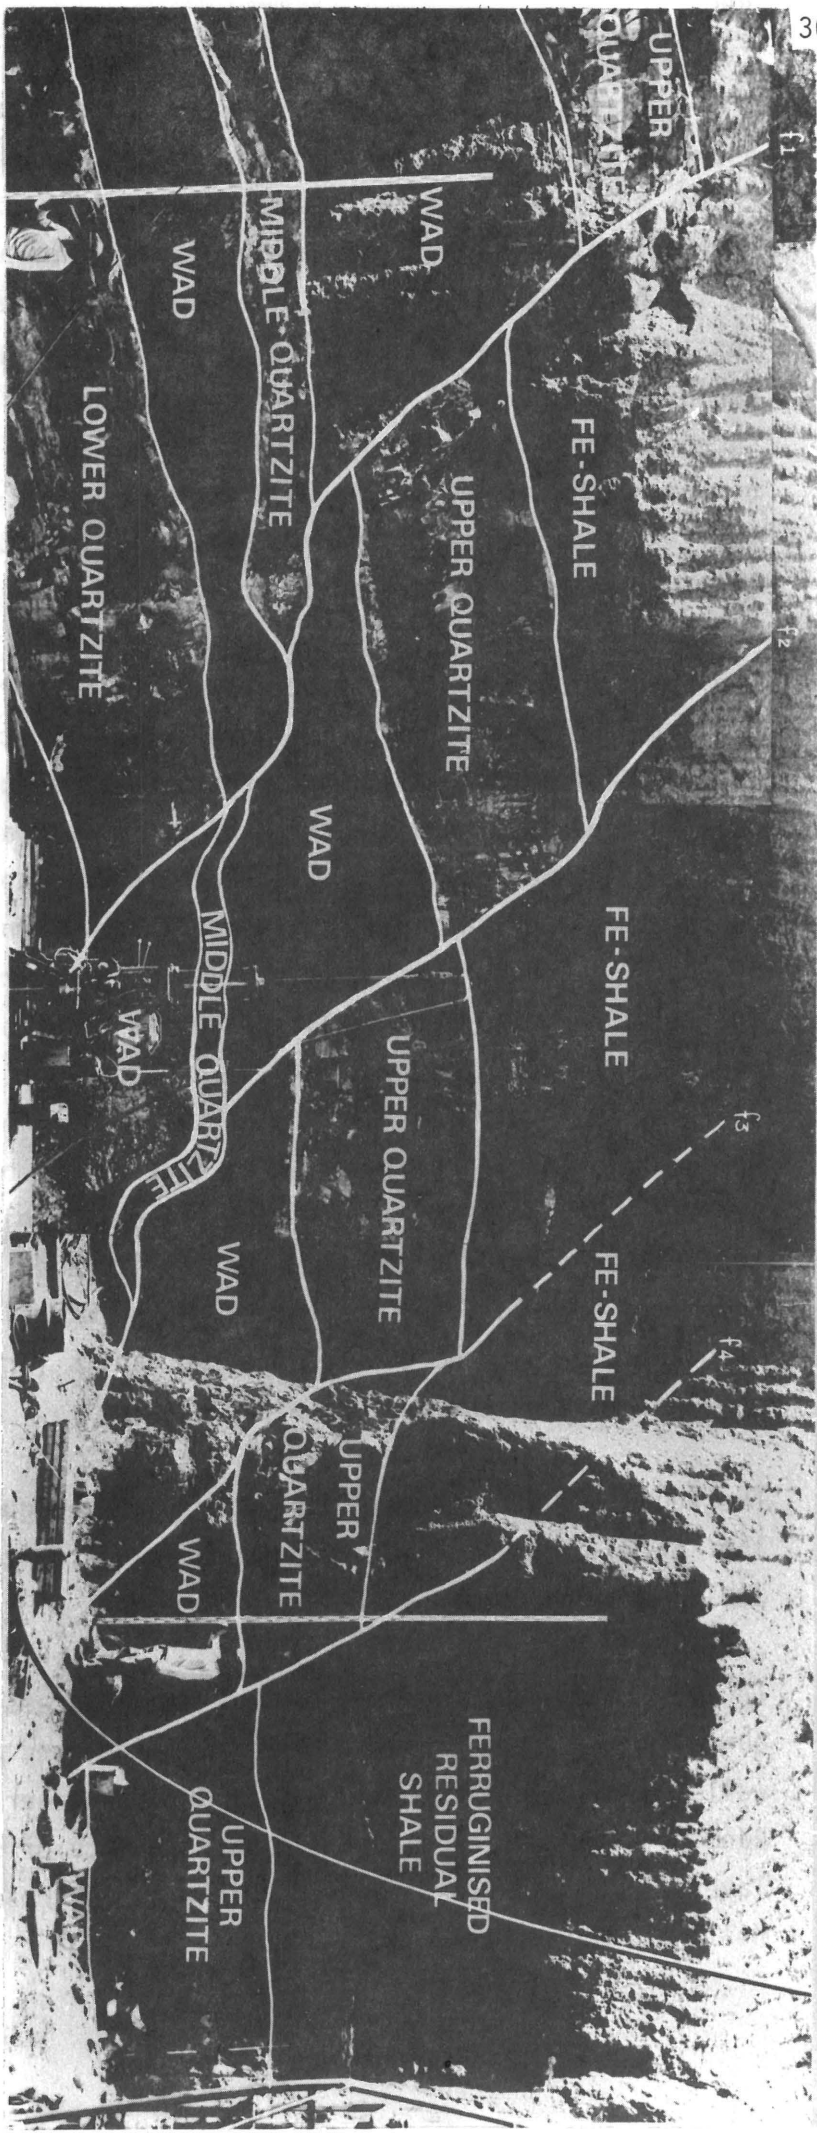 30
f1
UPPER
QUARTZITE
WAD
MIDDLE QUARTZITE
WAD
LOWER QUARTZITE
FE-SHALE
UPPER QUARTZITE
f2
WAD
FE-SHALE
MIDDLE QUARTZITE
WAD
UPPER QUARTZITE
f3
WAD
FE-SHALE
f4
UPPER
QUARTZITE
WAD
FERRUGINISED
RESIDUAL
SHALE
UPPER
QUARTZITE
WAD